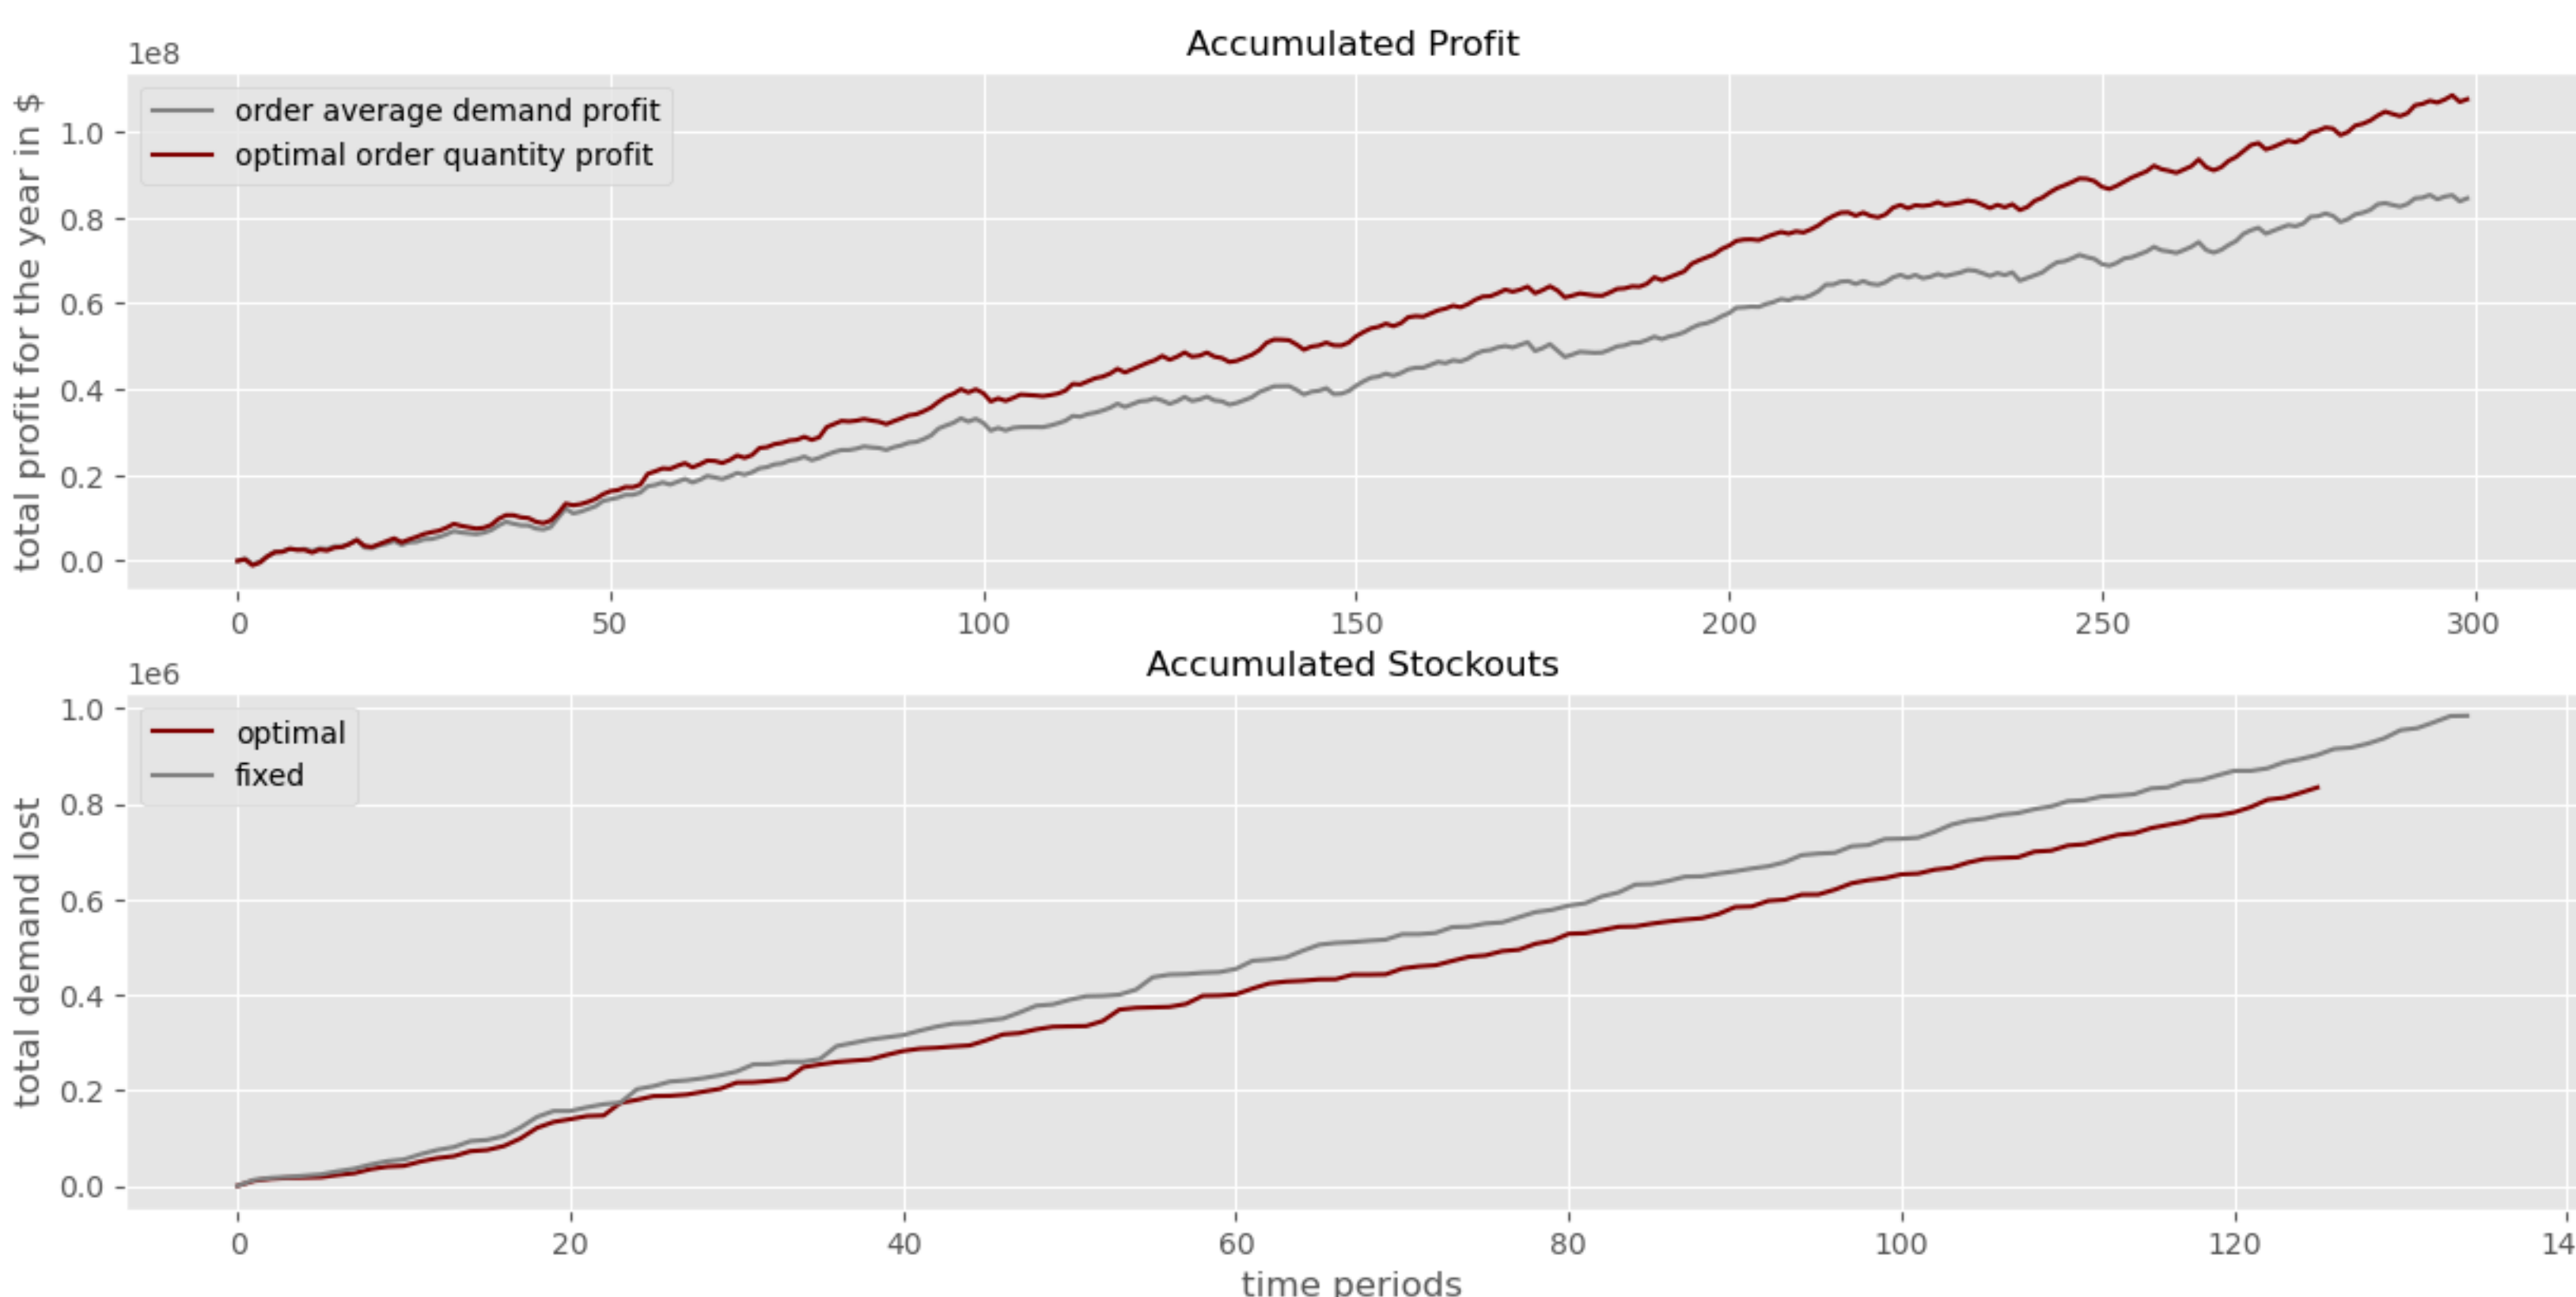 Accumulated Profit
1e8
order average demand profit
optimal order quantity profit
total profit for the year in $
1.0
0.8
0.6
0.4
0.2
0.0
0 50 100 150 200 250 300
Accumulated Stockouts
1e6
optimal
fixed
total demand lost
1.0
0.8
0.6
0.4
0.2
0.0
0 20 40 60 80 100 120 14
time periods